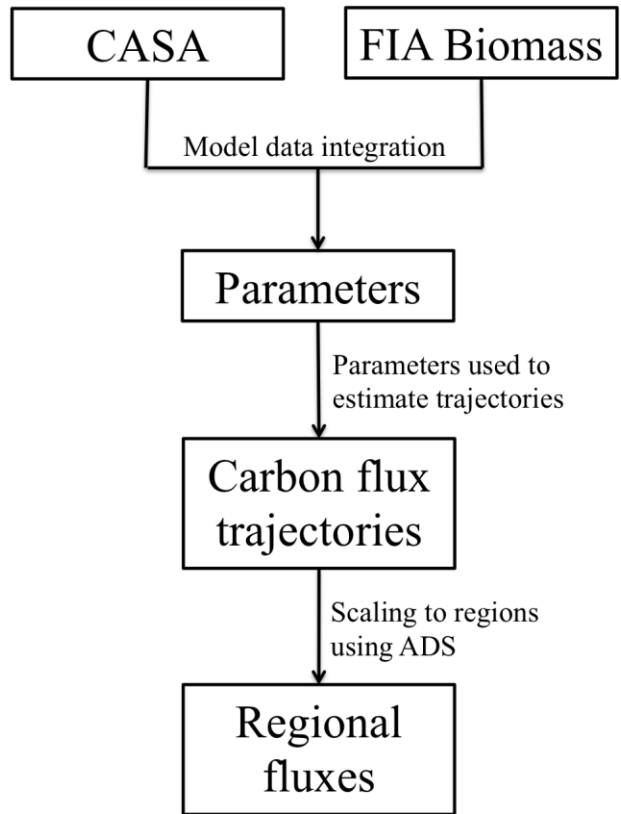 CASA
FIA Biomass
Model data integration
Parameters
Parameters used to
estimate trajectories
Carbon flux
trajectories
Scaling to regions
using ADS
Regional
fluxes